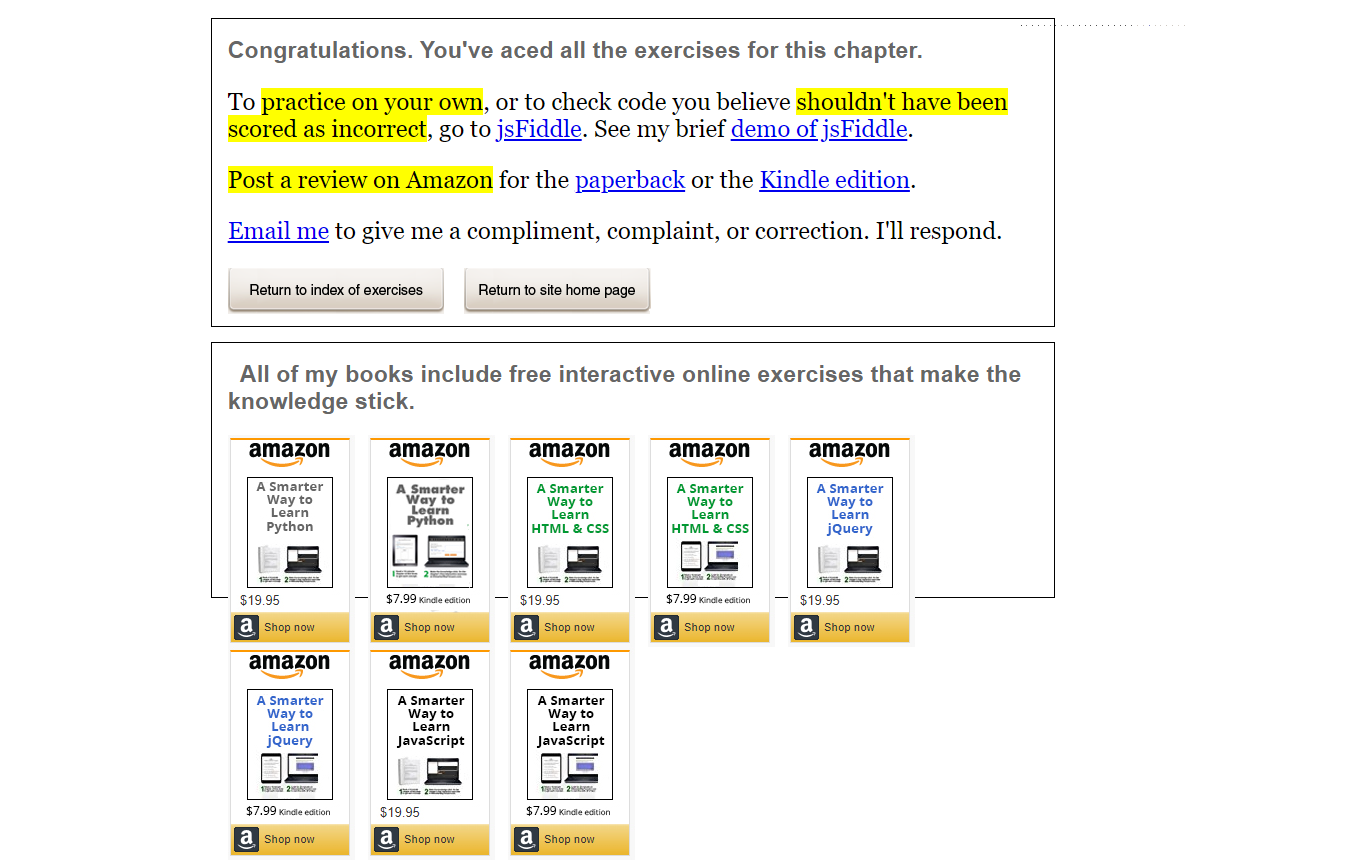 Congratulations. You've aced all the exercises for this chapter.
To practice on your own, or to check code you believe shouldn't have been
scored as incorrect, go to jsFiddle. See my brief demo of jsFiddle.
Post a review on Amazon for the paperback or the Kindle edition.
Email me to give me a compliment, complaint, or correction. I'll respond.
Return to index of exercises Return to site home page
All of my books include free interactive online exercises that make the
knowledge stick.
amazon amazon amazon amazon amazon
A Smarter A Smarter A Smarter A Smarter A Smarter
Way to Way to Way to Way to Way to
Learn Learn Learn Learn Learn
Python Python HTML & CSS HTML & CSS jQuery
$19.95 $7.99 Kindle edition $19.95 $7.99 Kindle edition $19.95
a Shop now a Shop now a Shop now a Shop now a Shop now
amazon amazon amazon
A Smarter A Smarter A Smarter
Way to Way to Way to
Learn Learn Learn
jQuery JavaScript JavaScript
$7.99 Kindle edition $19.95 $7.99 Kindle edition
a Shop now a Shop now a Shop now